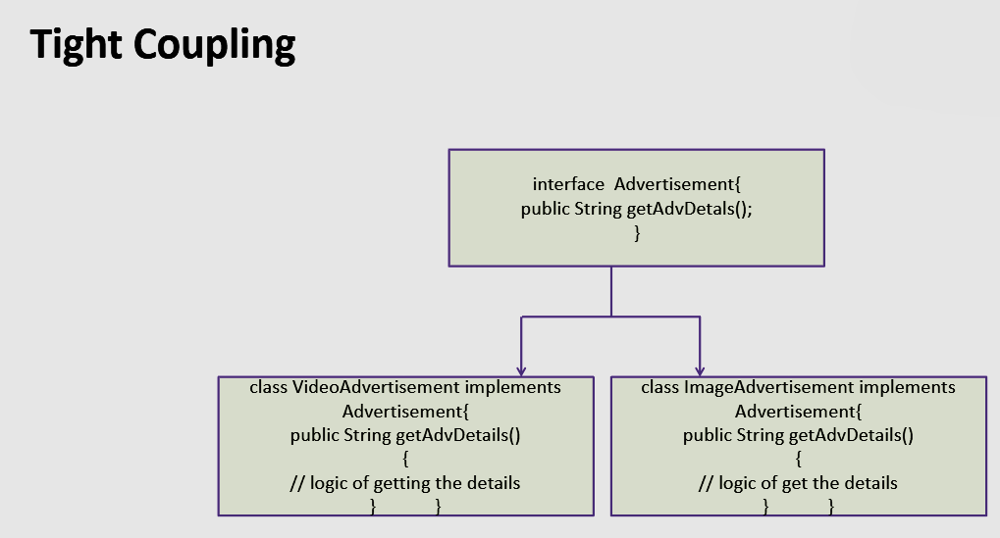 Tight Coupling
interface  Advertisement{
public String getAdvDetals();
}
class VideoAdvertisement implements
Advertisement{
public String getAdvDetails()
{
// logic of getting the details
}          }
class ImageAdvertisement implements
Advertisement{
public String getAdvDetails()
{
// logic of get the details
}          }